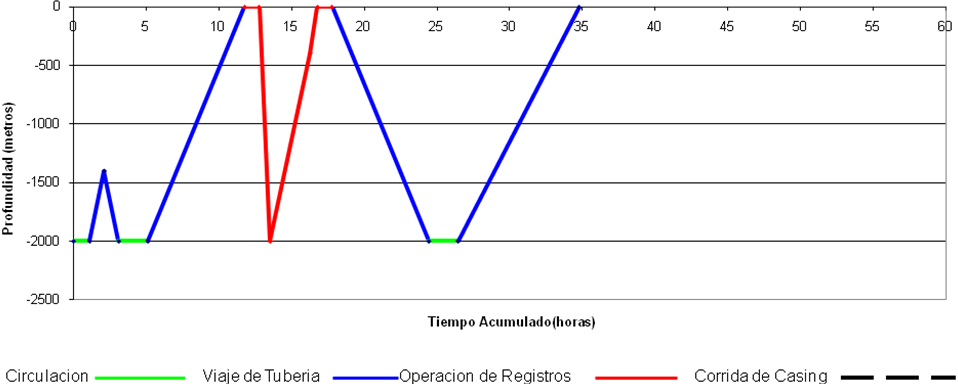 0
0 5 10 15 20 25 30 35 40 45 50 55 60
-500
-1000
-1500
-2000
-2500
Profundidad (metros)
Tiempo Acumulado(horas)
Circulacion Viaje de Tuberia Operacion de Registros Corrida de Casing